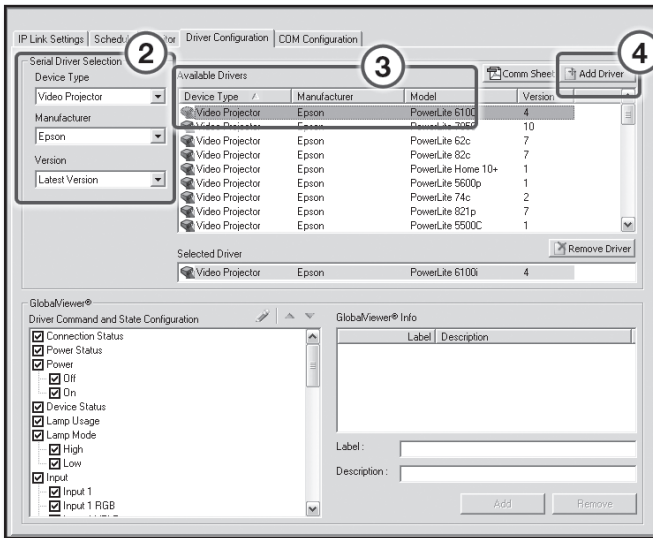 IP Link Settings Driver Configuration COM Configuration
2 3 4
Serial Driver Selection
Device Type
Video Projector
Manufacturer
Epson
Version
Latest Version
Available Drivers Comm Sheet Add Driver
Device Type Manufacturer Model Version
Video Projector Epson 4
Video Projector Epson 10
Video Projector Epson PowerLite 62c 7
Video Projector Epson PowerLite 82c 7
Video Projector Epson PowerLite Home 10+ 1
Video Projector Epson PowerLite 5600p 1
Video Projector Epson PowerLite 74c 2
Video Projector Epson PowerLite 821p 7
Video Projector Epson PowerLite 5500C 1
Selected Driver Remove Driver
Video Projector Epson PowerLite 6100i 4
GlobalViewer®
Driver Command and State Configuration
Connection Status
Power Status
Power
Off
On
Device Status
Lamp Usage
Lamp Mode
High
Low
Input
Input 1
Input 1 RGB
GlobalViewer® Info
Label Description
Label :
Description :
Add Remove